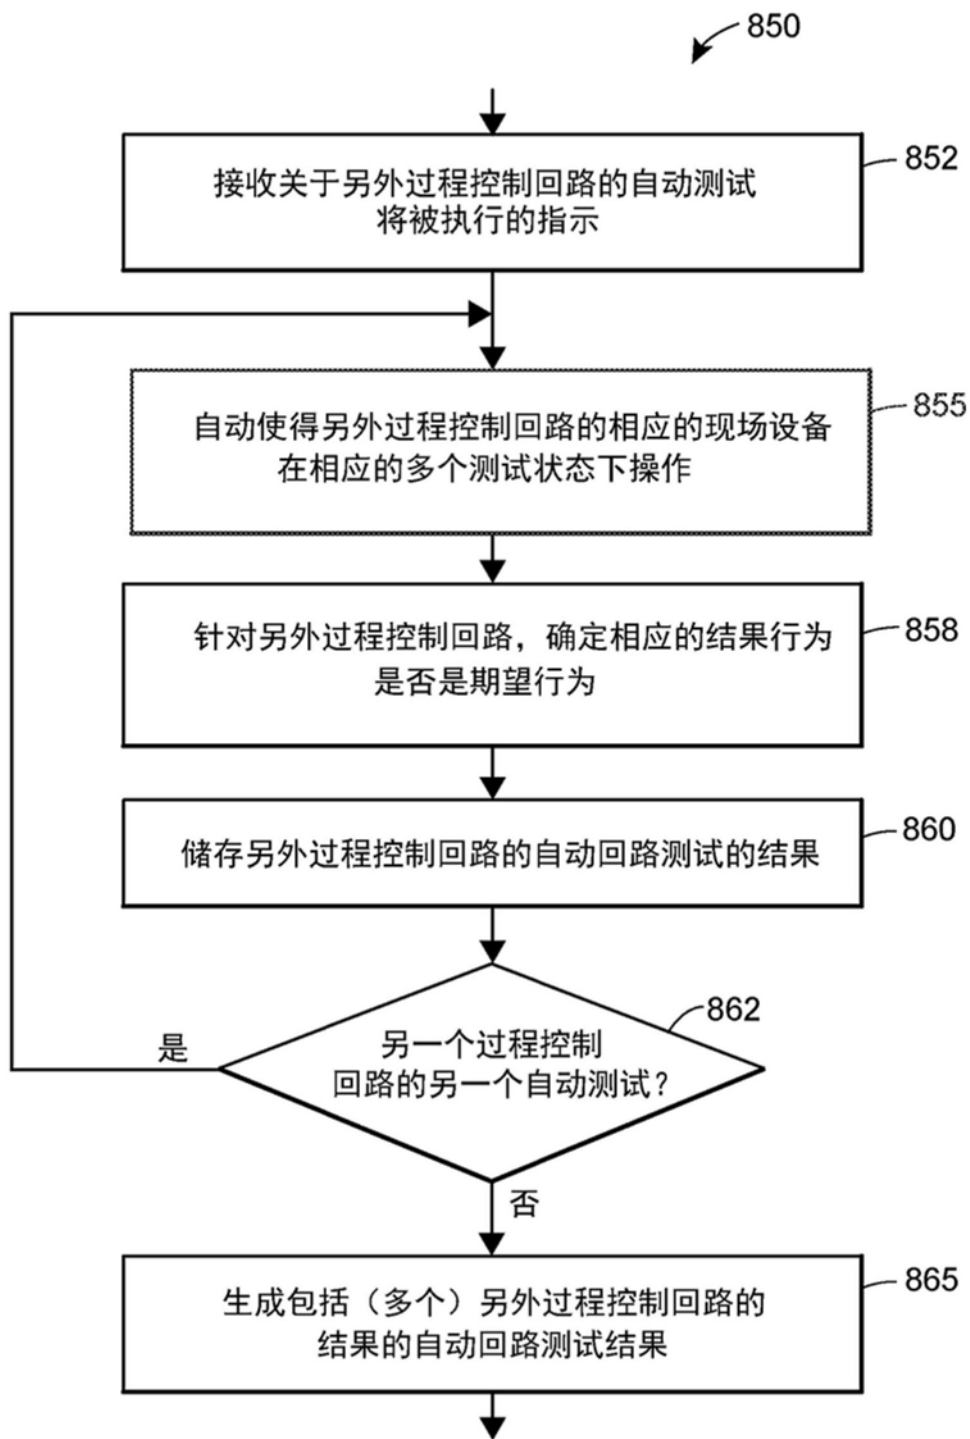 850
852
接收关于另外过程控制回路的自动测试
将被执行的指示
855
自动使得另外过程控制回路的相应的现场设备
在相应的多个测试状态下操作
858
针对另外过程控制回路，确定相应的结果行为
是否是期望行为
860
储存另外过程控制回路的自动回路测试的结果
862
是
另一个过程控制
回路的另一个自动测试？
否
865
生成包括（多个）另外过程控制回路的
结果的自动回路测试结果